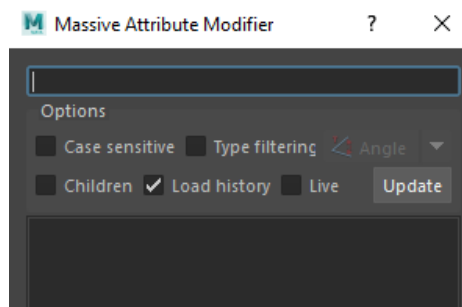 Massive Attribute Modifier ? ×
Options
Case sensitive Type filtering Angle
Children Load history Live Update